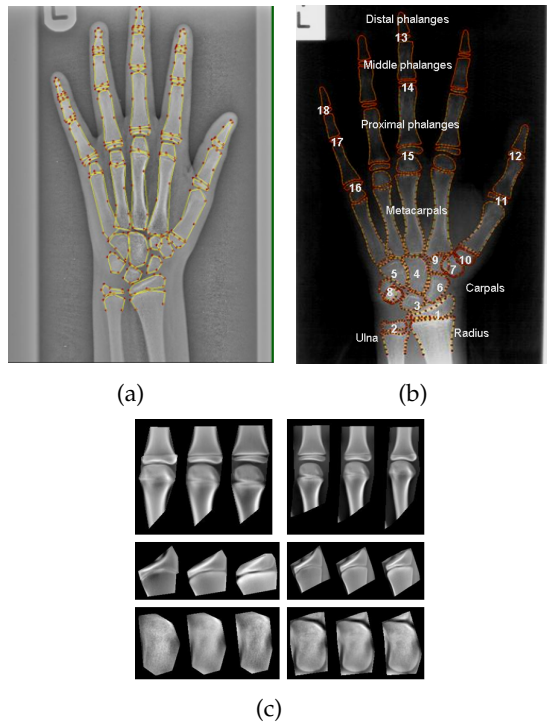 L
L
Distal phalanges
13
Middle phalanges
14
18
Proximal phalanges
17
12
15
16
11
Metacarpals
9 10
5 4 7
6
8
Carpals
3
1
2
Ulna Radius
(a) (b)
(c)